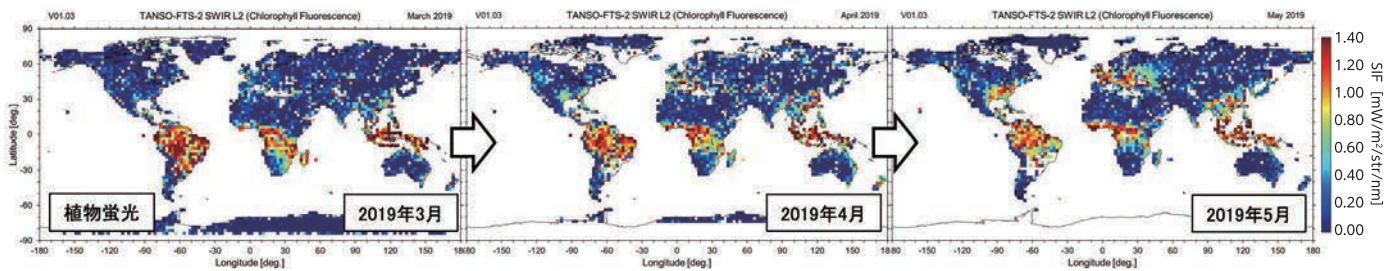 V01.03 TANSO-FTS-2 SWIR L2 (Chlorophyll Fluorescence) March 2019
V01.03 TANSO-FTS-2 SWIR L2 (Chlorophyll Fluorescence) April 2019
V01.03 TANSO-FTS-2 SWIR L2 (Chlorophyll Fluorescence) May 2019
90
60
30
0
-30
-60
-90
Latitude [deg.]
植物蛍光
2019年3月
2019年4月
2019年5月
-180 -150 -120 -90 -60 -30 0 30 60 90 120 150 180
-150 -120 -90 -60 -30 0 30 60 90 120 150 180
-150 -120 -90 -60 -30 0 30 60 90 120 150 180
Longitude [deg.]
Longitude [deg.]
Longitude [deg.]
1.40
1.20
1.00
0.80
0.60
0.40
0.20
0.00
SIF [mW/m²/str/nm]